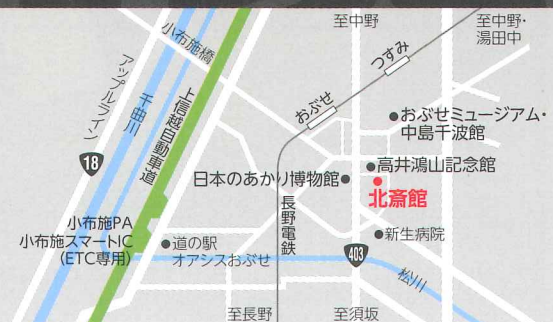 至中野
至中野・
湯田中
小布施橋
アップルライン
千曲川
上信越自動車道
つすみ
おぶせ
おぶせミュージアム・
中島千波館
18
高井鴻山記念館
日本のあかり博物館
北斎館
長野電鉄
小布施PA
小布施スマートIC
(ETC専用)
道の駅
オアシスおぶせ
新生病院
403
松川
至長野
至須坂